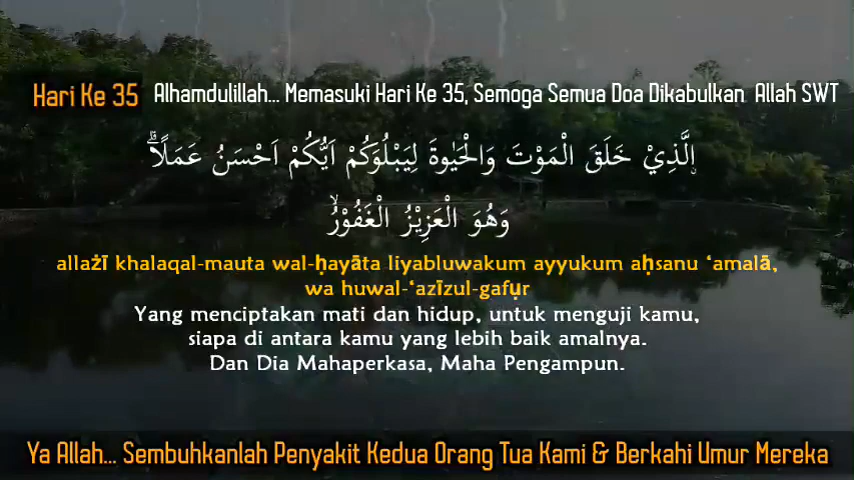 Hari Ke 35 Alhamdulillah... Memasuki Hari Ke 35, Semoga Semua Doa Dikabulkan Allah SWT
ۨالَّذِيْ خَلَقَ الْمَوْتَ وَالْحَيٰوةَ لِيَبْلُوَكُمْ اَيُّكُمْ اَحْسَنُ عَمَلًاۗ
وَهُوَ الْعَزِيْزُ الْغَفُوْرُۙ
allażī khalaqal-mauta wal-ḥayāta liyabluwakum ayyukum aḥsanu ‘amalā,
wa huwal-‘azīzul-gafụr
Yang menciptakan mati dan hidup, untuk menguji kamu,
siapa di antara kamu yang lebih baik amalnya.
Dan Dia Mahaperkasa, Maha Pengampun.
Ya Allah... Sembuhkanlah Penyakit Kedua Orang Tua Kami & Berkahi Umur Mereka